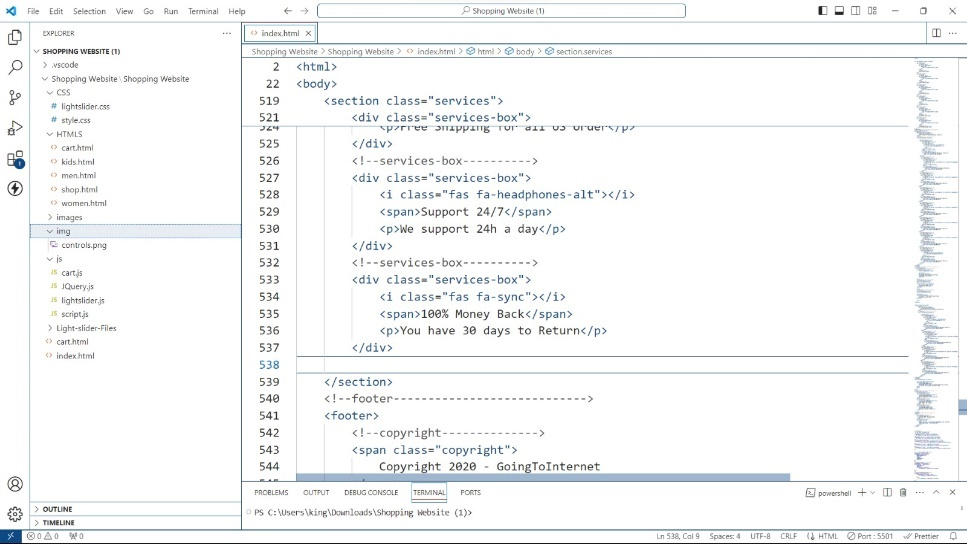 File Edit Selection View Go Run Terminal Help
Shopping Website (1)
EXPLORER
SHOPPING WEBSITE (1)
.vscode
Shopping Website \ Shopping Website
CSS
# lightslider.css
# style.css
HTMLS
<> cart.html
<> kids.html
<> men.html
<> shop.html
<> women.html
images
img
controls.png
js
JS cart.js
JS JQuery.js
JS lightslider.js
JS script.js
Light-slider-Files
<> cart.html
<> index.html
OUTLINE
TIMELINE
<> index.html ×
Shopping Website > Shopping Website > <> index.html > html > body > section.services
2 <html>
22 <body>
519 <section class="services">
521 <div class="services-box">
524 <p>Free Shipping for all US order</p>
525 </div>
526 <!--services-box---------->
527 <div class="services-box">
528 <i class="fas fa-headphones-alt"></i>
529 <span>Support 24/7</span>
530 <p>We support 24h a day</p>
531 </div>
532 <!--services-box---------->
533 <div class="services-box">
534 <i class="fas fa-sync"></i>
535 <span>100% Money Back</span>
536 <p>You have 30 days to Return</p>
537 </div>
538
539 </section>
540 <!--footer---------------------------->
541 <footer>
542 <!--copyright------------->
543 <span class="copyright">
544 Copyright 2020 - GoingToInternet
PROBLEMS OUTPUT DEBUG CONSOLE TERMINAL PORTS
powershell
PS C:\Users\king\Downloads\Shopping Website (1)>
0 0 0 Ln 538, Col 9 Spaces: 4 UTF-8 CRLF HTML Port : 5501 Prettier